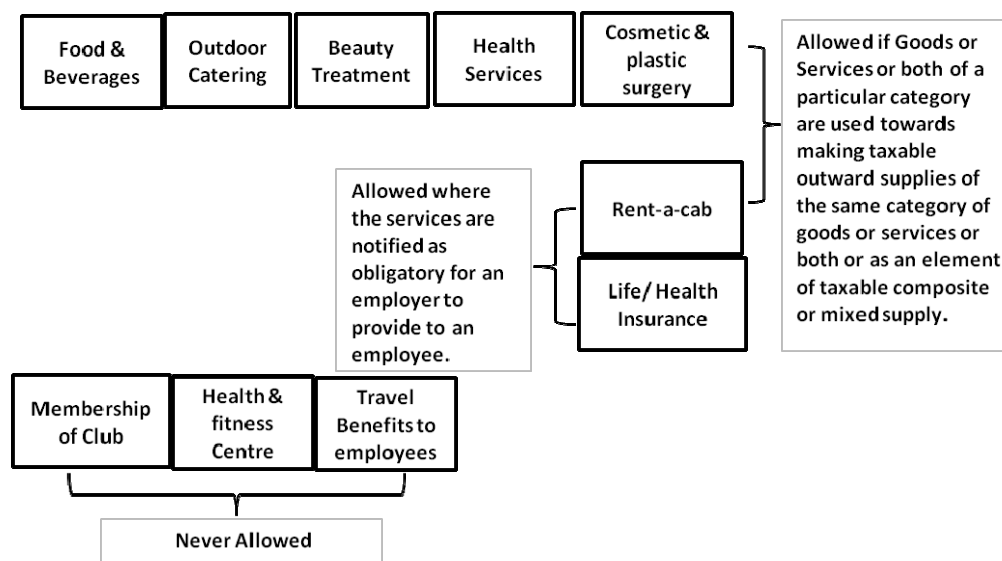 Food &
Beverages
Outdoor
Catering
Beauty
Treatment
Health
Services
Cosmetic &
plastic
surgery
Allowed if Goods or
Services or both of a
particular category
are used towards
making taxable
outward supplies of
the same category of
goods or services or
both or as an element
of taxable composite
or mixed supply.
Allowed where
the services are
notified as
obligatory for an
employer to
provide to an
employee.
Rent-a-cab
Life/ Health
Insurance
Membership
of Club
Health &
fitness
Centre
Travel
Benefits to
employees
Never Allowed